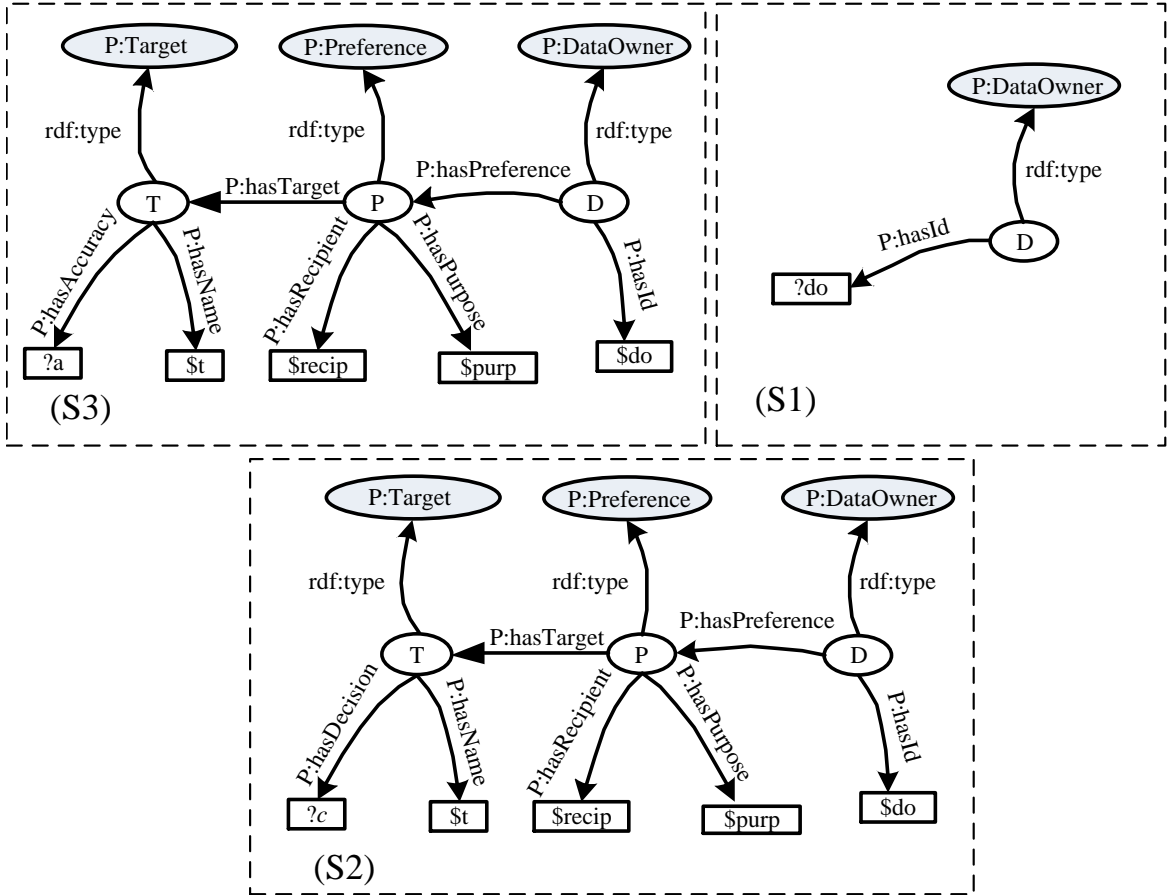 P:Target
P:Preference
P:DataOwner
rdf:type
rdf:type
rdf:type
P:hasTarget
P:hasPreference
T
P
D
P:hasAccuracy
P:hasName
P:hasRecipient
P:hasPurpose
P:hasId
?a
$t
$recip
$purp
$do
(S3)
P:DataOwner
rdf:type
P:hasId
D
?do
(S1)
P:Target
P:Preference
P:DataOwner
rdf:type
rdf:type
rdf:type
P:hasTarget
P:hasPreference
T
P
D
P:hasDecision
P:hasName
P:hasRecipient
P:hasPurpose
P:hasId
?c
$t
$recip
$purp
$do
(S2)